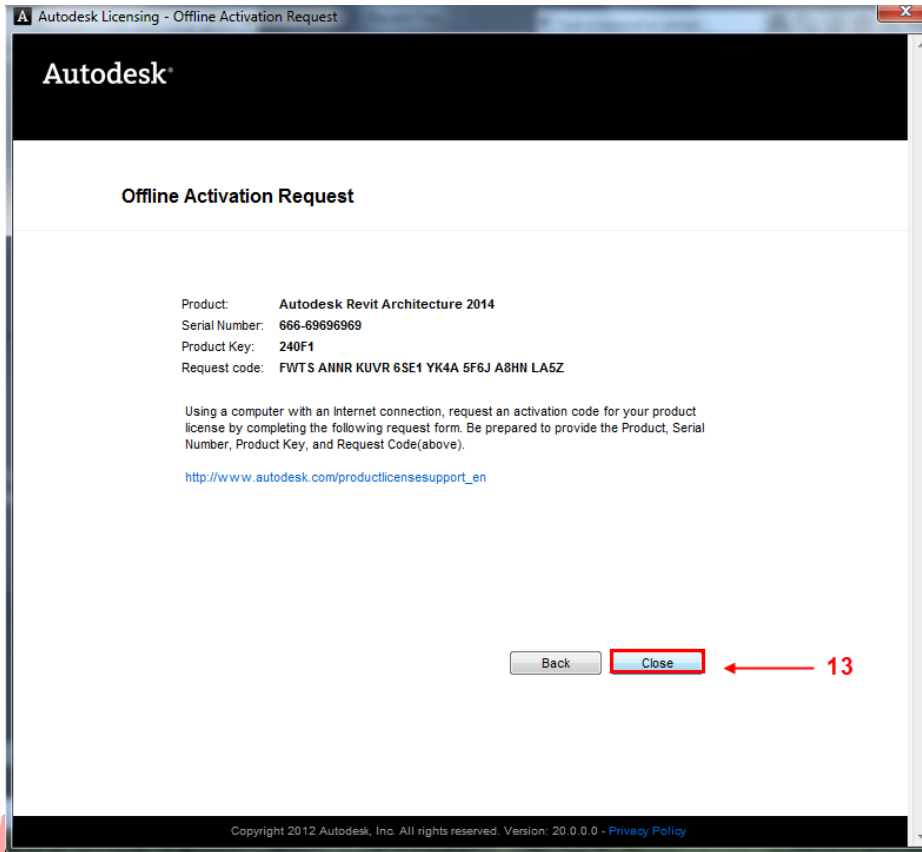 Autodesk Licensing - Offline Activation Request
Autodesk
Offline Activation Request
Product: Autodesk Revit Architecture 2014
Serial Number: 666-69696969
Product Key: 240F1
Request code: FWTS ANNR KUVR 6SE1 YK4A 5F6J A8HN LA5Z
Using a computer with an Internet connection, request an activation code for your product
license by completing the following request form. Be prepared to provide the Product, Serial
Number, Product Key, and Request Code(above).
http://www.autodesk.com/productlicensesupport_en
Back Close 13
Copyright 2012 Autodesk, Inc. All rights reserved. Version: 20.0.0.0 - Privacy Policy